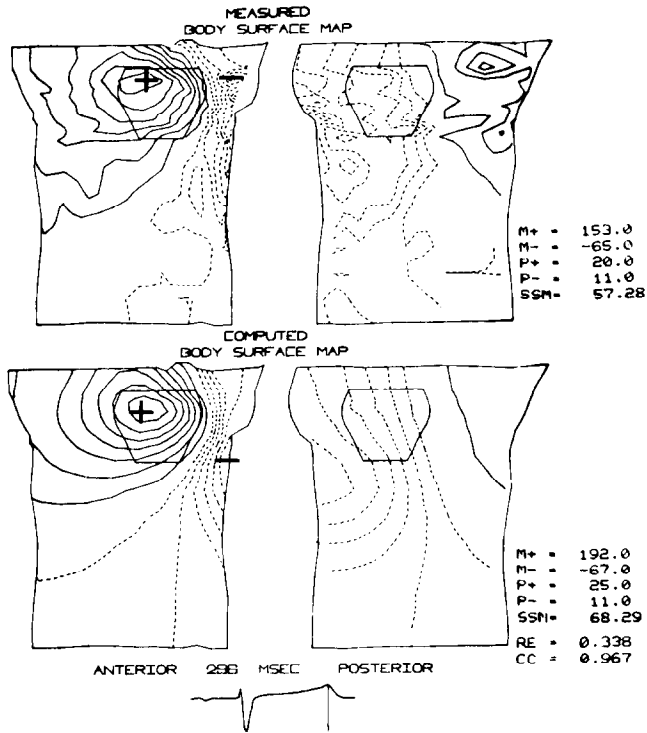 MEASURED
BODY SURFACE MAP
M+ = 153.0
M- = -65.0
P+ = 20.0
P- = 11.0
SSM= 57.28
COMPUTED
BODY SURFACE MAP
M+ = 192.0
M- = -67.0
P+ = 25.0
P- = 11.0
SSM= 68.29
RE = 0.338
CC = 0.967
ANTERIOR 296 MSEC POSTERIOR